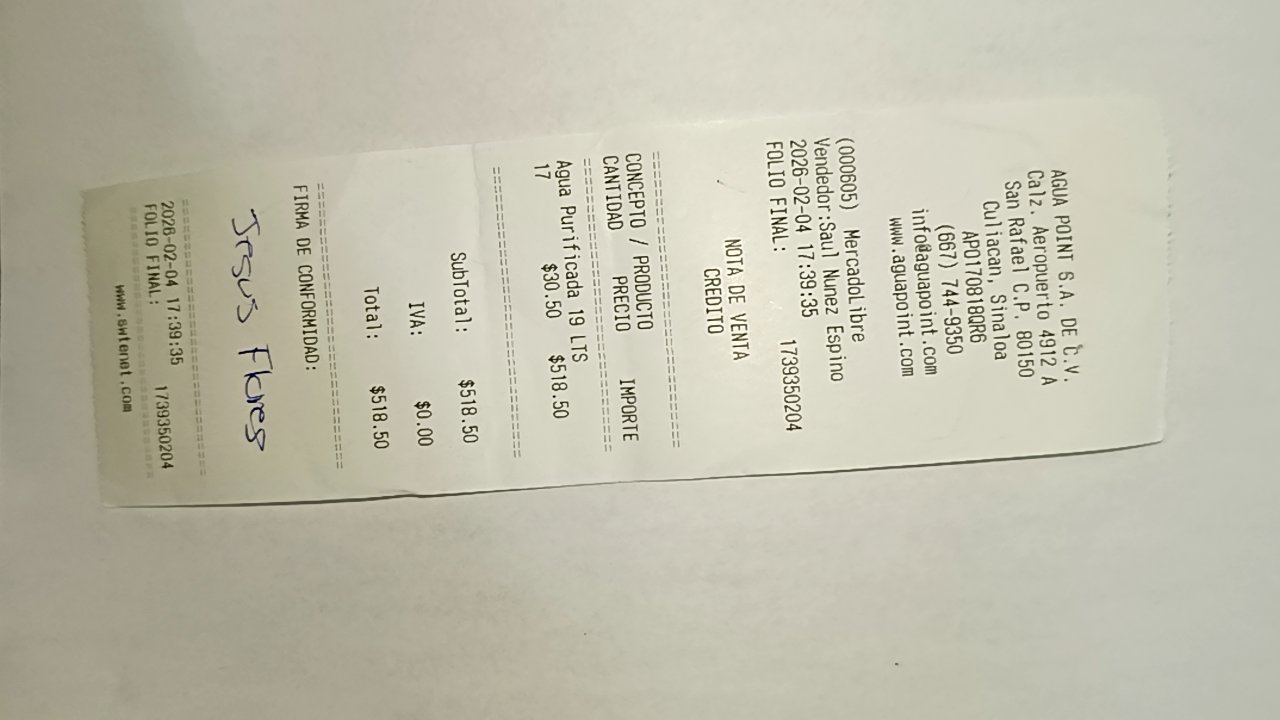 AGUA POINT S.A. DE C.V.
Calz. Aeropuerto 4912 A
San Rafael C.P. 80150
Culiacan, Sinaloa
APO170818QR6
(667) 744-9350
info@aguapoint.com
www.aguapoint.com
(000605) MercadoLibre
Vendedor:Saul Nunez Espino
2026-02-04 17:39:35
FOLIO FINAL: 1739350204
NOTA DE VENTA
CREDITO
==========================
CONCEPTO / PRODUCTO
CANTIDAD PRECIO IMPORTE
==========================
Agua Purificada 19 LTS
17 $30.50 $518.50
==========================
SubTotal: $518.50
IVA: $0.00
Total: $518.50
==========================
FIRMA DE CONFORMIDAD:
Jesus Flores
==========================
2026-02-04 17:39:35
FOLIO FINAL: 1739350204
==========================
www.swtenet.com